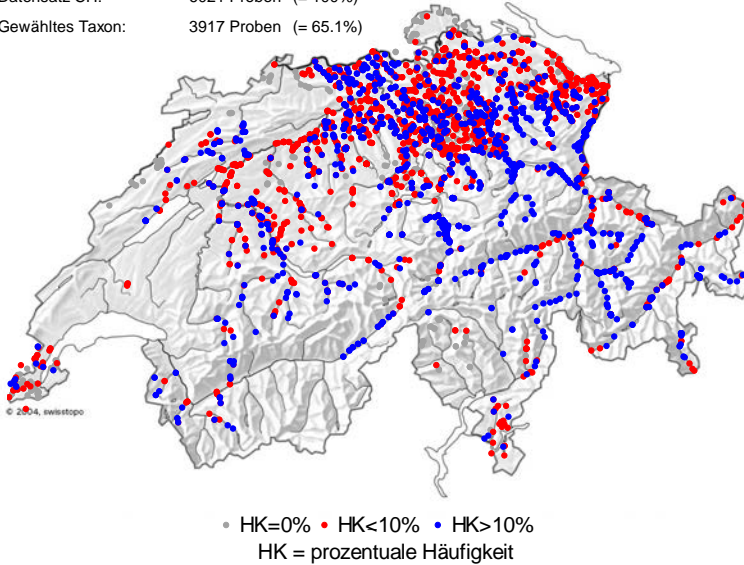 Gewähltes Taxon: 3917 Proben (= 65.1%)
© 2004, swisstopo
HK=0% HK<10% HK>10%
HK = prozentuale Häufigkeit